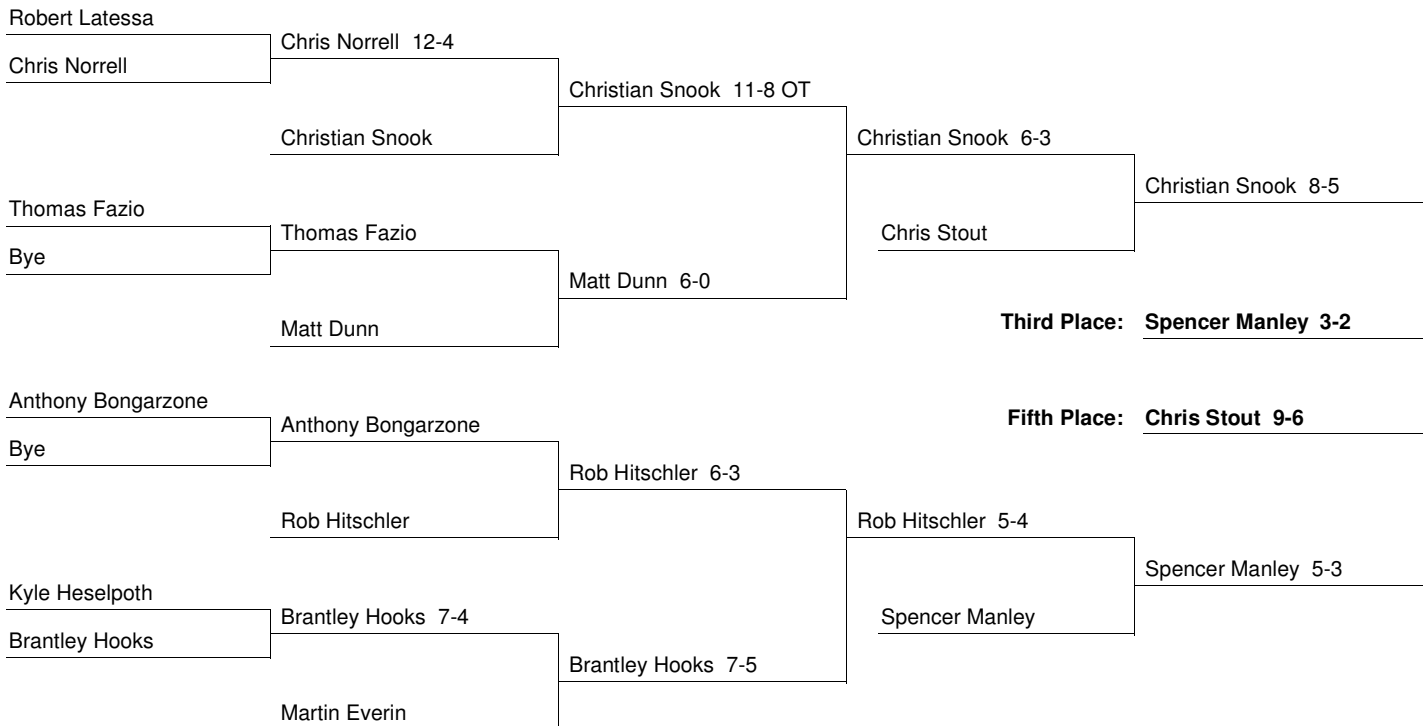 Robert Latessa
Chris Norrell 12-4
Chris Norrell
Christian Snook 11-8 OT
Christian Snook
Christian Snook 6-3
Christian Snook 8-5
Thomas Fazio
Thomas Fazio
Chris Stout
Bye
Matt Dunn 6-0
Matt Dunn
Third Place: Spencer Manley 3-2
Anthony Bongarzone
Anthony Bongarzone
Fifth Place: Chris Stout 9-6
Bye
Rob Hitschler 6-3
Rob Hitschler
Rob Hitschler 5-4
Spencer Manley 5-3
Kyle Heselpoth
Brantley Hooks 7-4
Spencer Manley
Brantley Hooks
Brantley Hooks 7-5
Martin Everin